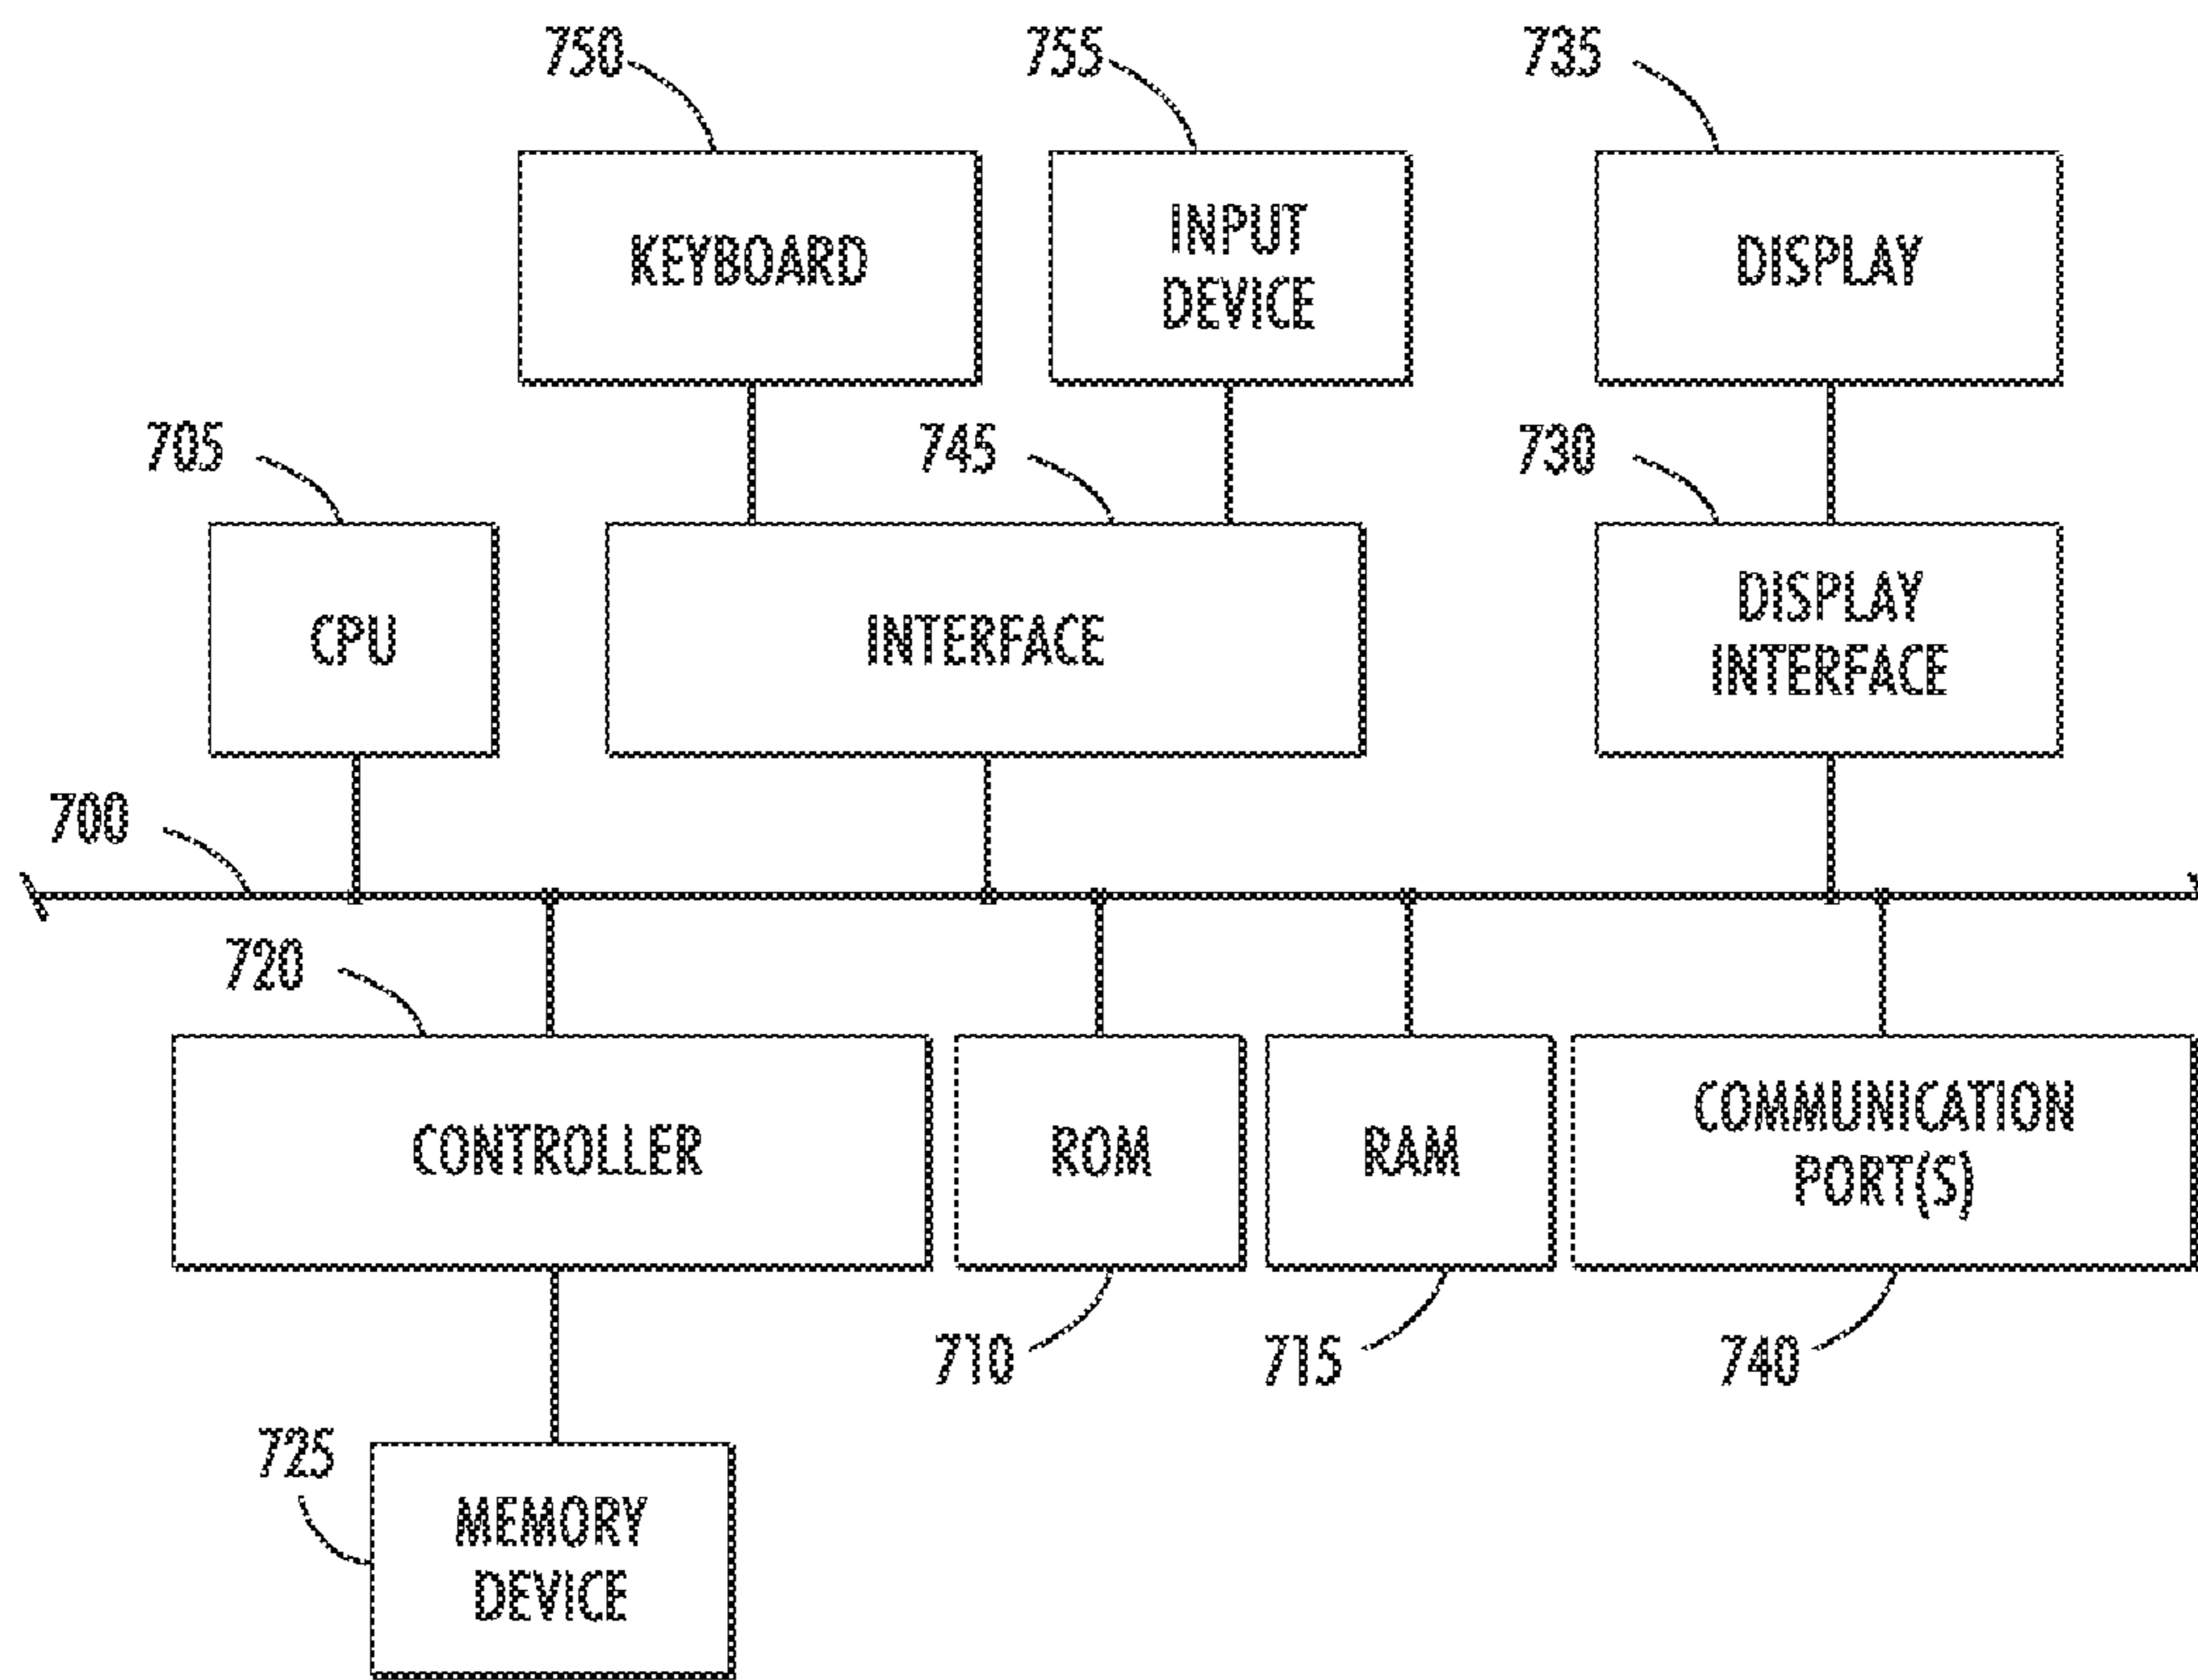 750
755
735
KEYBOARD
INPUT
DEVICE
DISPLAY
705
745
730
CPU
INTERFACE
DISPLAY
INTERFACE
700
720
CONTROLLER
ROM
RAM
COMMUNICATION
PORT(S)
710
715
740
725
MEMORY
DEVICE